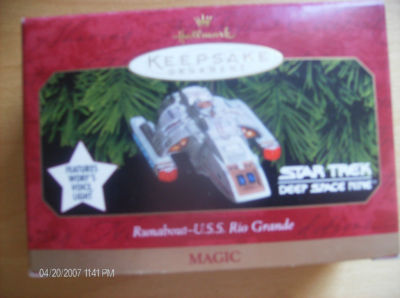 Hallmark
KEEPSAKE
ORNAMENT
FEATURES
WORF'S
VOICE,
LIGHT
STAR TREK
DEEP SPACE NINE
Runabout–U.S.S. Rio Grande
MAGIC
04/20/2007 11:41 PM